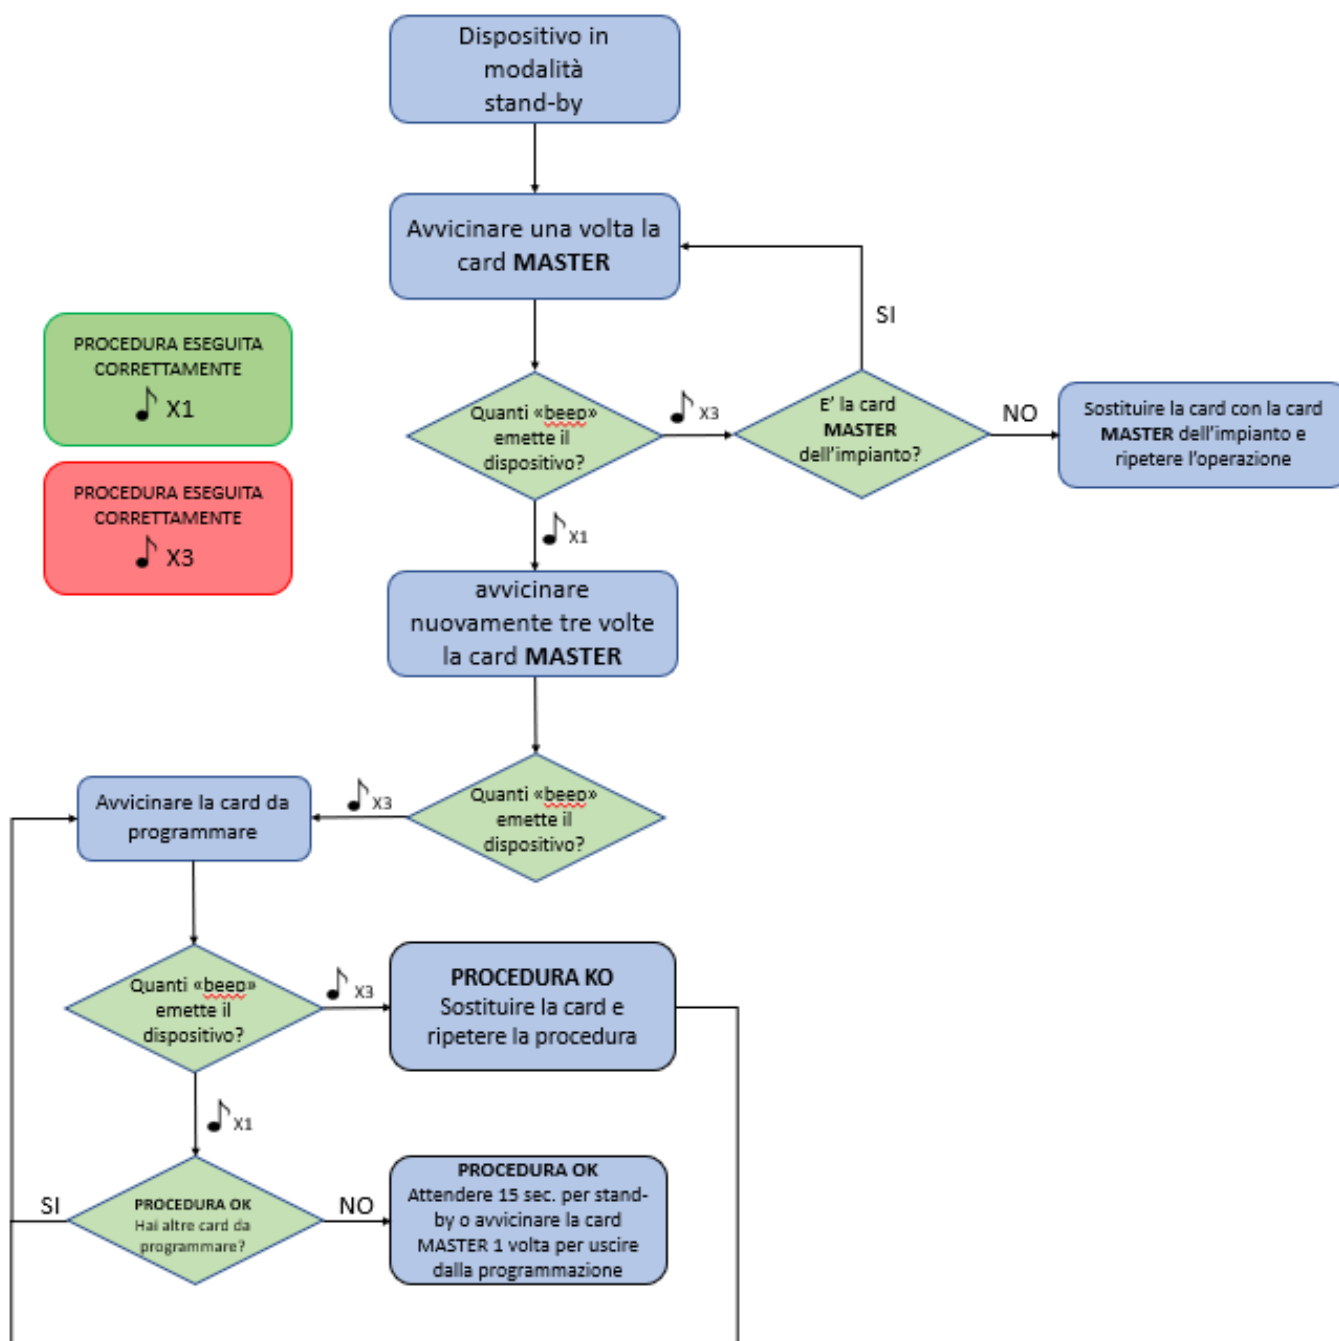 Dispositivo in
modalità
stand-by
Avvicinare una volta la
card MASTER
SI
PROCEDURA ESEGUITA
CORRETTAMENTE
X1
Quanti «beep»
emette il
dispositivo?
X3
E' la card
MASTER
dell'impianto?
NO
Sostituire la card con la card
MASTER dell'impianto e
ripetere l'operazione
PROCEDURA ESEGUITA
CORRETTAMENTE
X3
X1
avvicinare
nuovamente tre volte
la card MASTER
Avvicinare la card da
programmare
X3
Quanti «beep»
emette il
dispositivo?
Quanti «beep»
emette il
dispositivo?
X3
PROCEDURA KO
Sostituire la card e
ripetere la procedura
X1
SI
PROCEDURA OK
Hai altre card da
programmare?
NO
PROCEDURA OK
Attendere 15 sec. per stand-
by o avvicinare la card
MASTER 1 volta per uscire
dalla programmazione